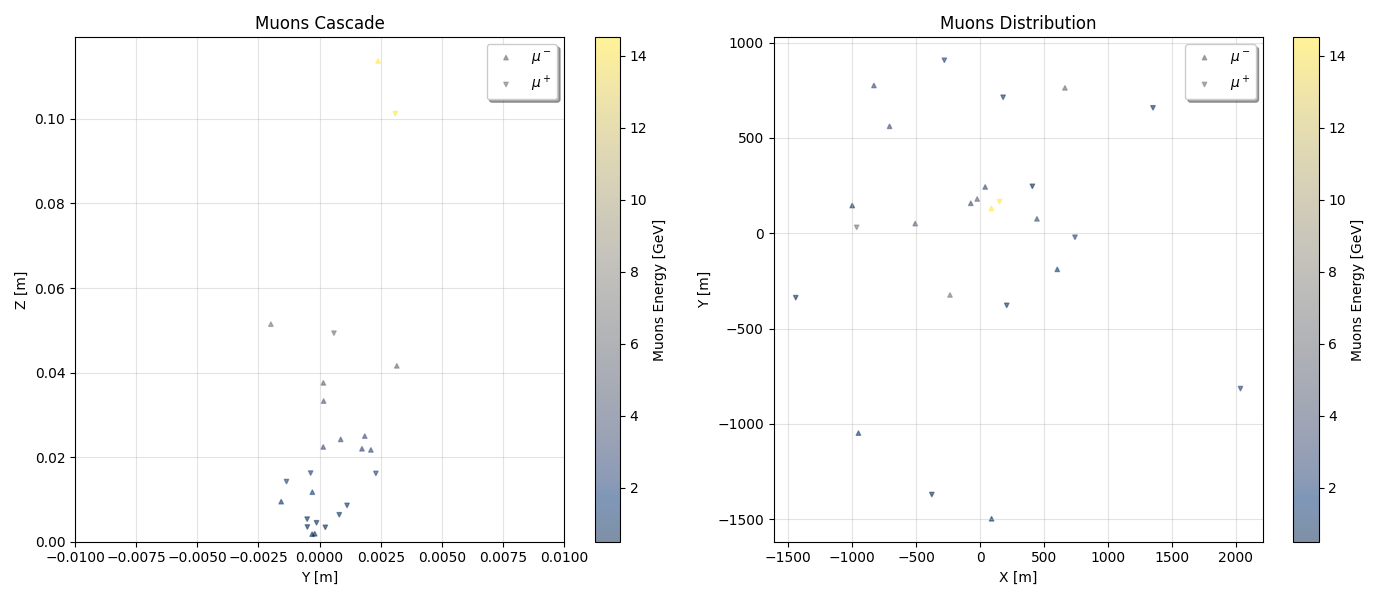 Muons Cascade
μ⁻
μ⁺
0.10
0.08
0.06
0.04
0.02
0.00
Z [m]
−0.0100 −0.0075 −0.0050 −0.0025 0.0000 0.0025 0.0050 0.0075 0.010
Y [m]
14
12
10
8
6
4
2
Muons Energy [GeV]
Muons Distribution
μ⁻
μ⁺
1000
500
0
−500
−1000
−1500
Y [m]
−1500 −1000 −500 0 500 1000 1500 2000
X [m]
14
12
10
8
6
4
2
Muons Energy [GeV]